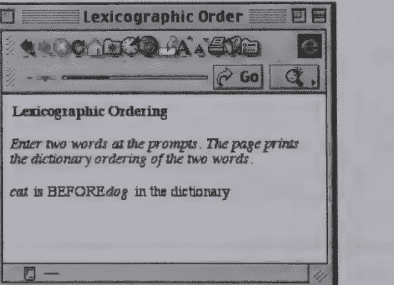 Lexicographic Order
Go
Lexicographic Ordering
Enter two words at the prompts. The page prints
the dictionary ordering of the two words.
cat is BEFOREdog in the dictionary